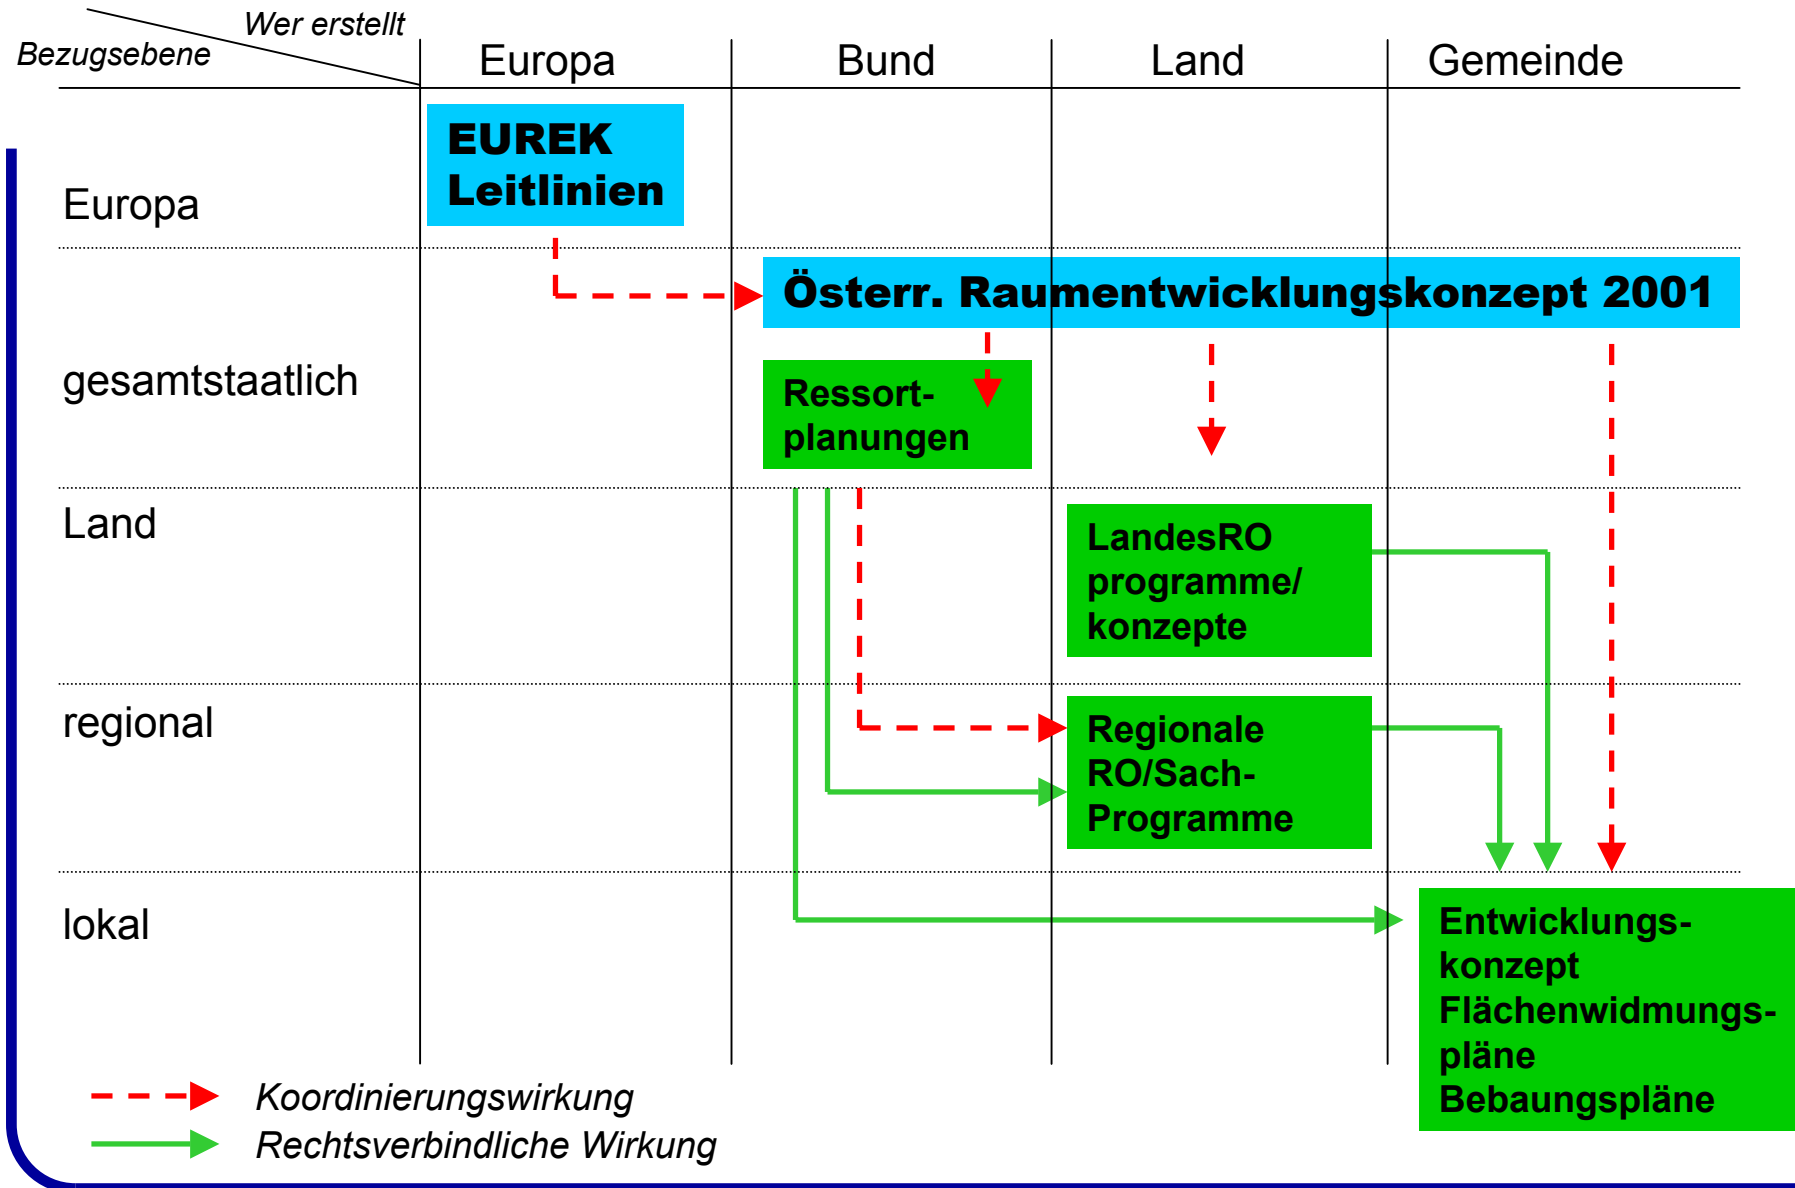 Wer erstellt
Bezugsebene
Europa
Bund
Land
Gemeinde
EUREK
Leitlinien
Europa
Österr. Raumentwicklungskonzept 2001
gesamtstaatlich
Ressort-
planungen
Land
LandesRO
programme/
konzepte
regional
Regionale
RO/Sach-
Programme
lokal
Entwicklungs-
konzept
Flächenwidmungs-
pläne
Bebaungspläne
Koordinierungswirkung
Rechtsverbindliche Wirkung